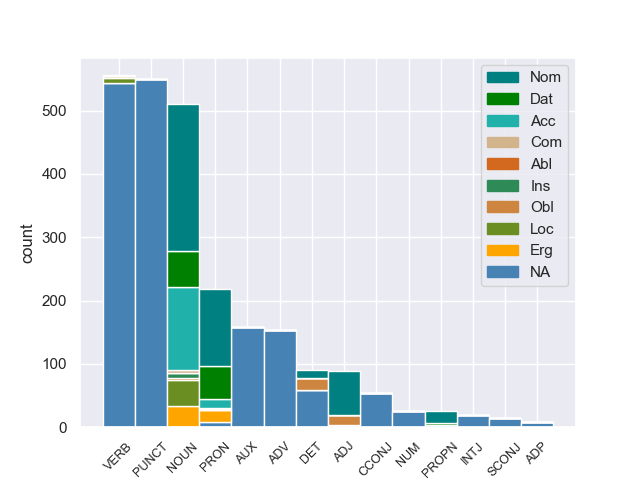 count
500
400
300
200
100
0
Nom
Dat
Acc
Com
Abl
Ins
Obl
Loc
Erg
NA
VERB
PUNCT
NOUN
PRON
AUX
ADV
DET
ADJ
CCONJ
NUM
PROPN
INTJ
SCONJ
ADP